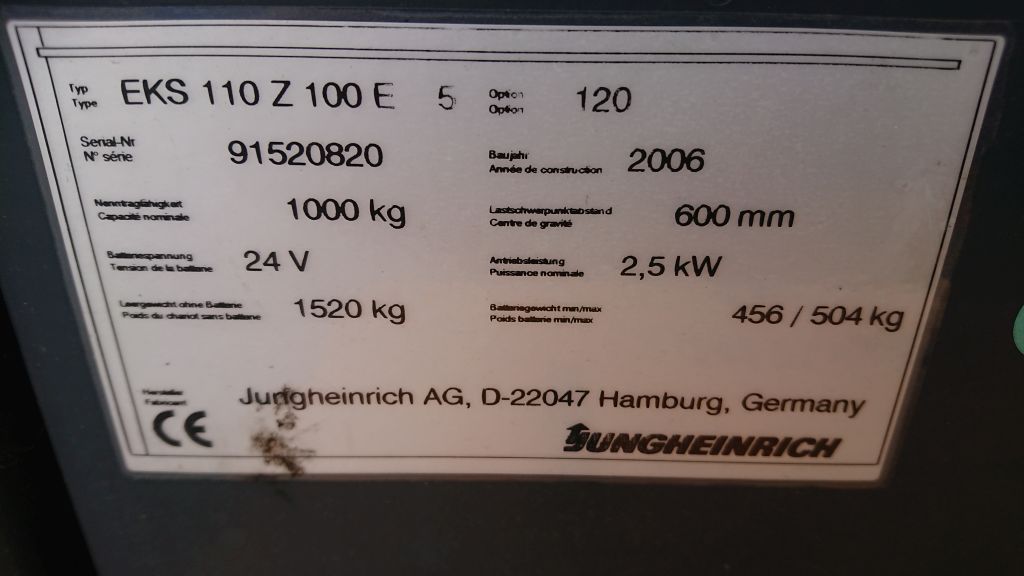 Typ EKS 110 Z 100 E 5 Option 120
Type Option
Serial-Nr 91520820 Baujahr 2006
N° série Année de construction
Nenntragfähigkeit 1000 kg Lastschwerpunktabstand 600 mm
Capacité nominale Centre de gravité
Batteriespannung 24 V Antriebsleistung 2,5 kW
Tension de la batterie Puissance nominale
Leergewicht ohne Batterie 1520 kg Batteriegewicht min/max 456 / 504 kg
Poids du chariot sans batterie Poids batterie min/max
Hersteller Jungheinrich AG, D-22047 Hamburg, Germany
Fabricant
CE JUNGHEINRICH